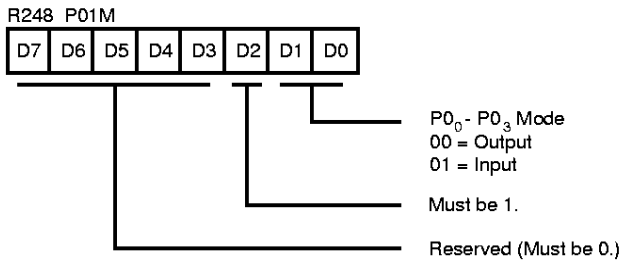 R248 P01M
D7 D6 D5 D4 D3 D2 D1 D0
P0₀ - P0₃ Mode
00 = Output
01 = Input
Must be 1.
Reserved (Must be 0.)